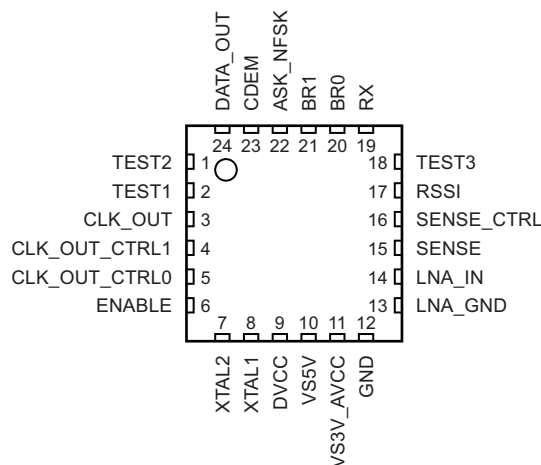 DATA_OUT
CDEM
ASK_NFSK
BR1
BR0
RX
24 23 22 21 20 19
TEST2 1 18 TEST3
TEST1 2 17 RSSI
CLK_OUT 3 16 SENSE_CTRL
CLK_OUT_CTRL1 4 15 SENSE
CLK_OUT_CTRL0 5 14 LNA_IN
ENABLE 6 13 LNA_GND
7 8 9 10 11 12
XTAL2
XTAL1
DVCC
VS5V
VS3V_AVCC
GND